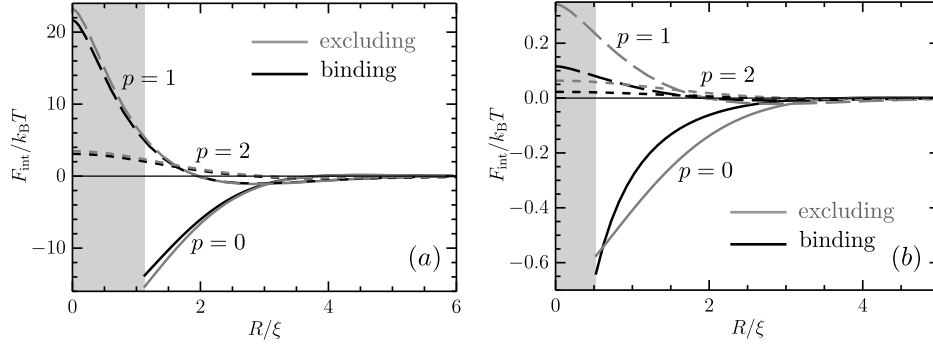 20
10
0
−10
0
2
4
6
F_int/k_BT
R/ξ
excluding
binding
p = 1
p = 2
p = 0
(a)
0.2
0.0
−0.2
−0.4
−0.6
0
2
4
F_int/k_BT
R/ξ
p = 1
p = 2
p = 0
excluding
binding
(b)